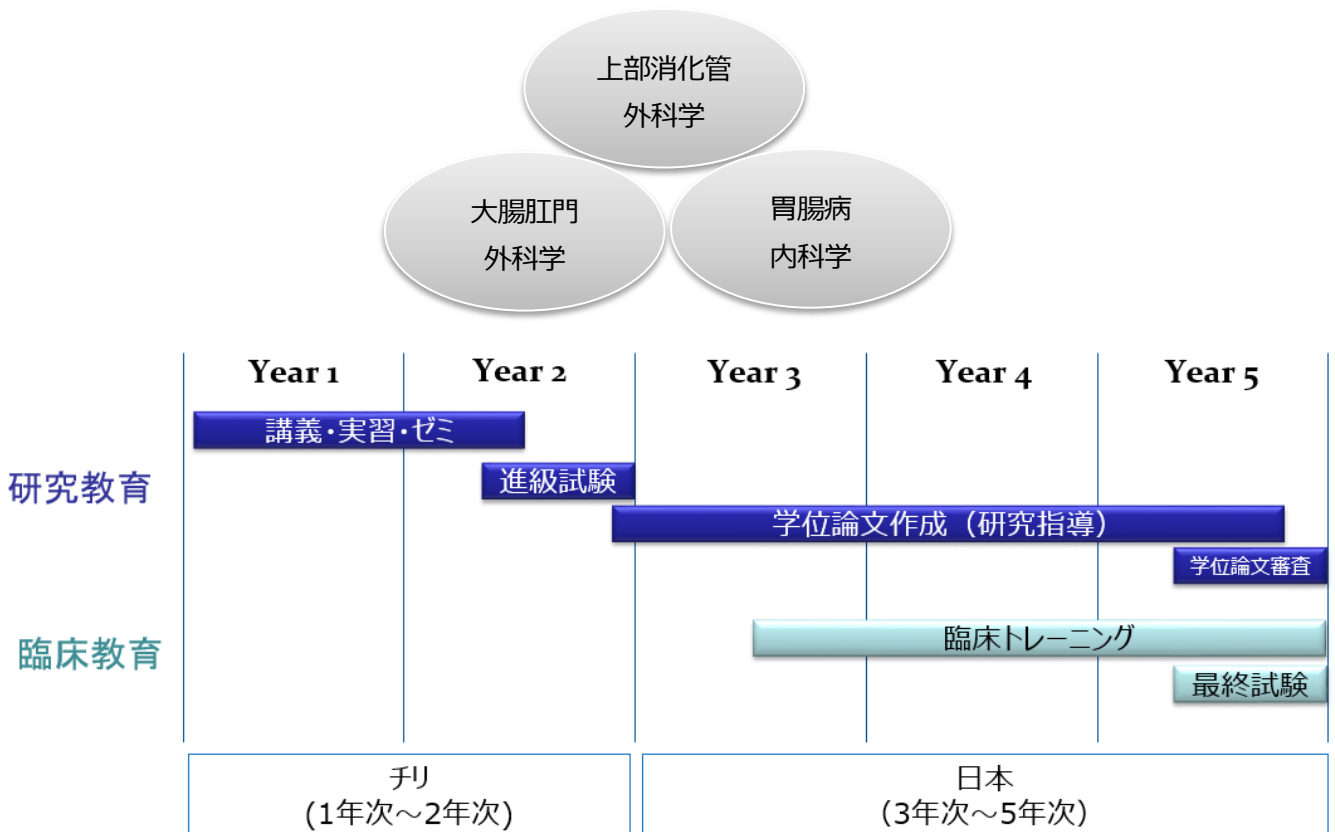 上部消化管
外科学
大腸肛門
外科学
胃腸病
内科学
Year 1
Year 2
Year 3
Year 4
Year 5
講義・実習・ゼミ
研究教育
進級試験
学位論文作成（研究指導）
学位論文審査
臨床教育
臨床トレーニング
最終試験
チリ
(1年次～2年次)
日本
（3年次～5年次）